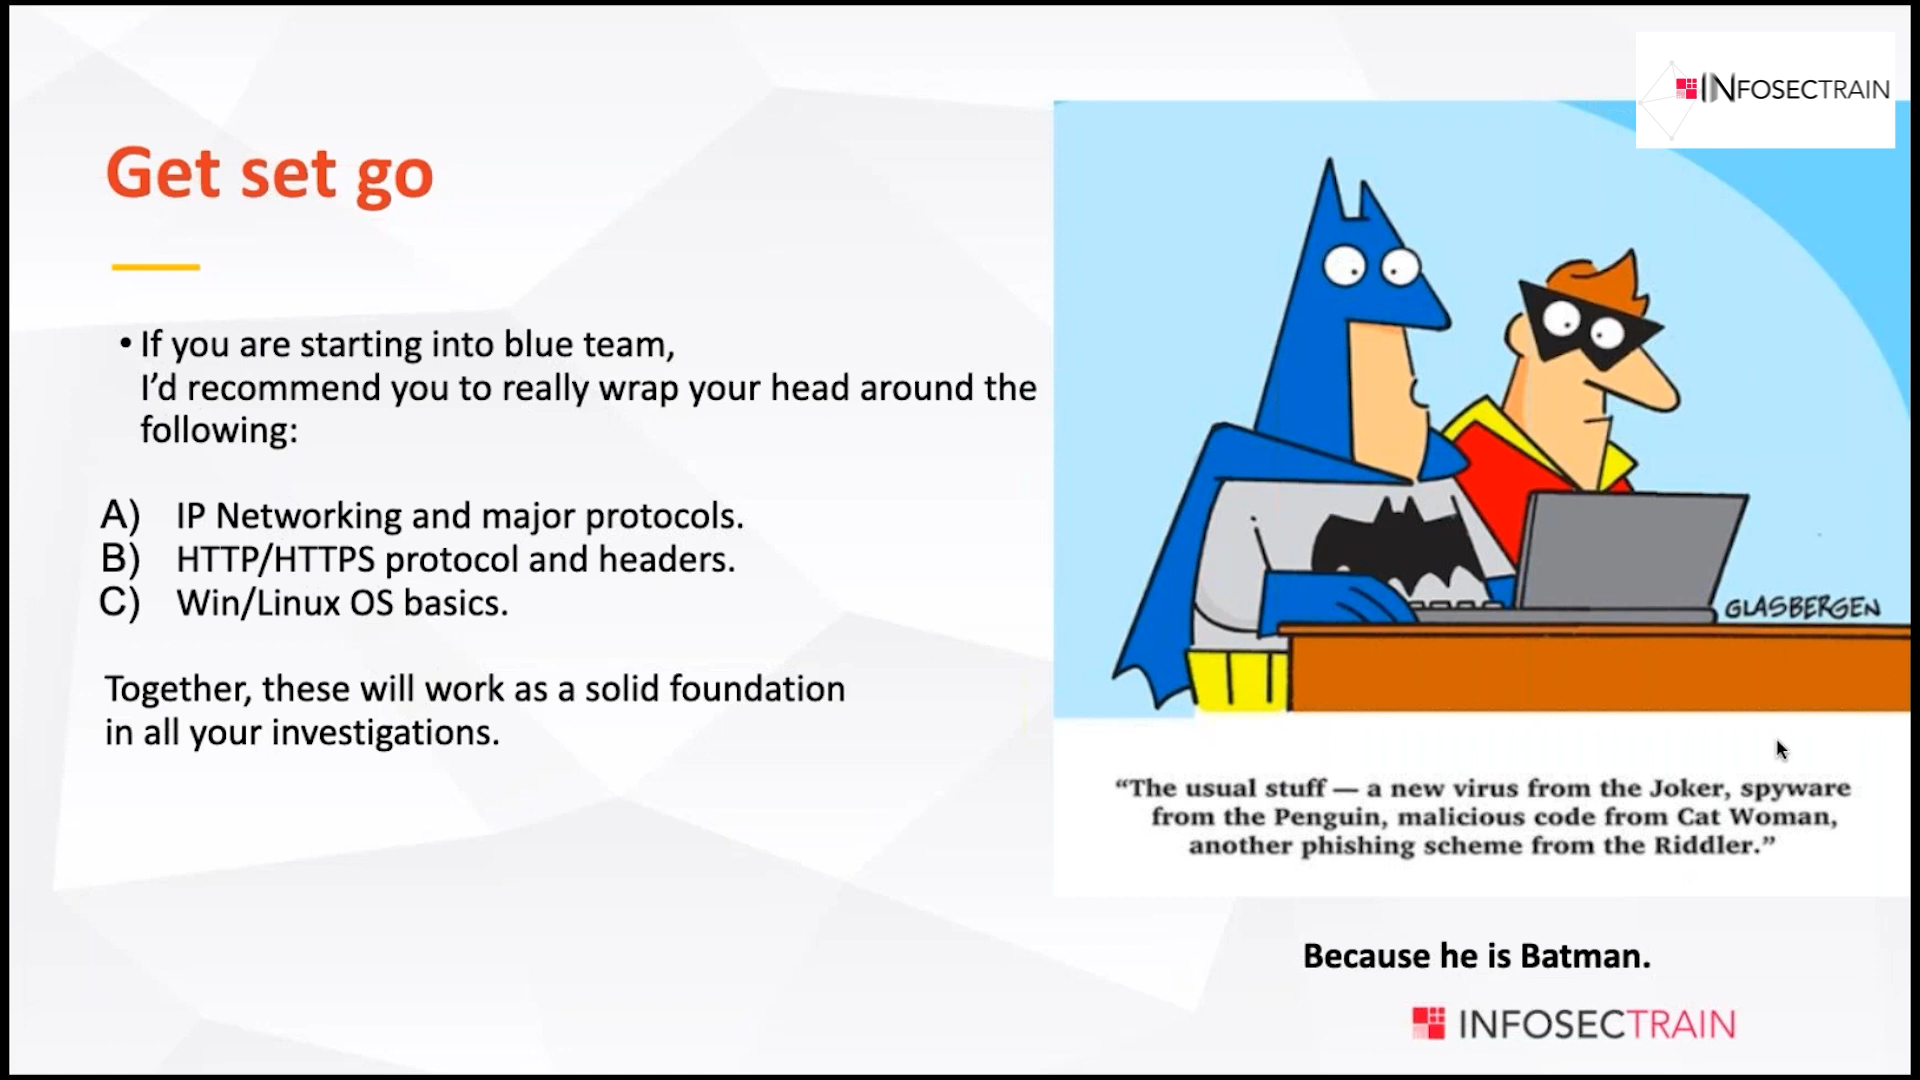 INFOSECTRAIN
Get set go
• If you are starting into blue team,
I’d recommend you to really wrap your head around the
following:
A) IP Networking and major protocols.
B) HTTP/HTTPS protocol and headers.
C) Win/Linux OS basics.
Together, these will work as a solid foundation
in all your investigations.
GLASBERGEN
“The usual stuff — a new virus from the Joker, spyware
from the Penguin, malicious code from Cat Woman,
another phishing scheme from the Riddler.”
Because he is Batman.
INFOSECTRAIN